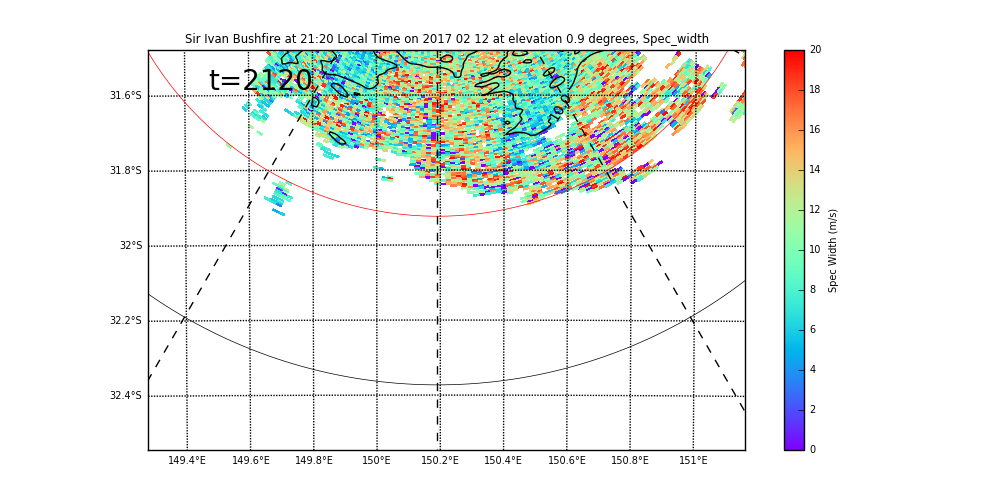 Sir Ivan Bushfire at 21:20 Local Time on 2017 02 12 at elevation 0.9 degrees, Spec_width
t=2120
31.6°S
31.8°S
32°S
32.2°S
32.4°S
149.4°E 149.6°E 149.8°E 150°E 150.2°E 150.4°E 150.6°E 150.8°E 151°E
20
18
16
14
12
10
8
6
4
2
0
Spec Width (m/s)